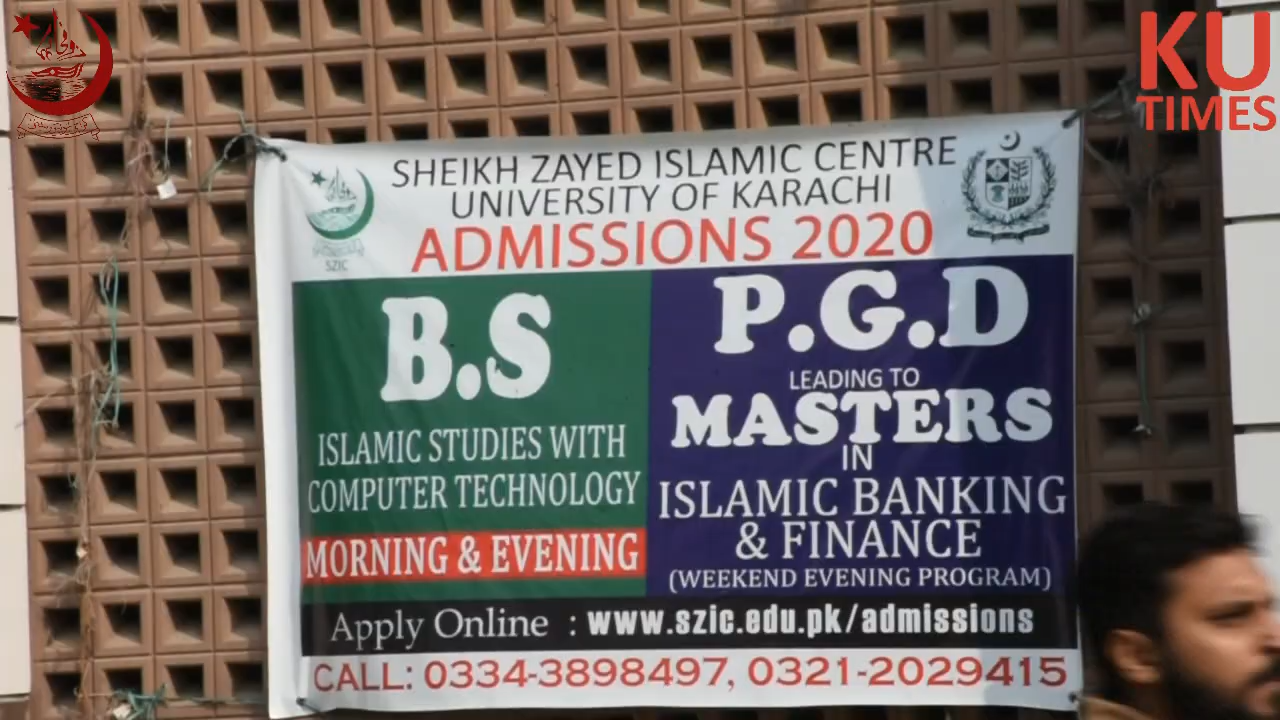 KU
TIMES
SHEIKH ZAYED ISLAMIC CENTRE
UNIVERSITY OF KARACHI
ADMISSIONS 2020
SZIC
B.S
ISLAMIC STUDIES WITH
COMPUTER TECHNOLOGY
MORNING & EVENING
P.G.D
LEADING TO
MASTERS
IN
ISLAMIC BANKING
& FINANCE
(WEEKEND EVENING PROGRAM)
Apply Online : www.szic.edu.pk/admissions
CALL: 0334-3898497, 0321-2029415